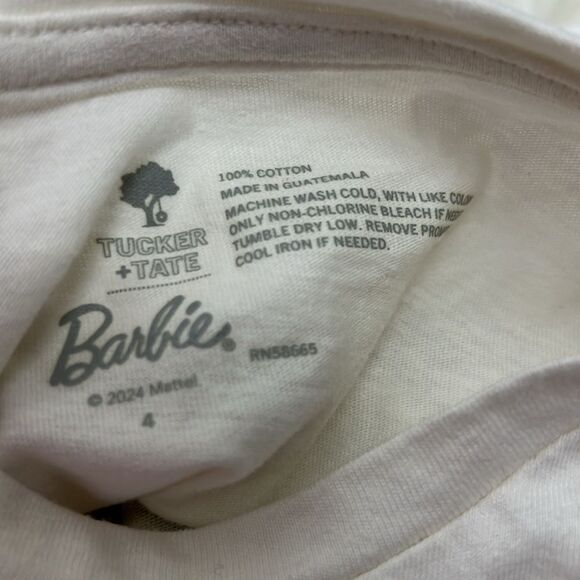 100% COTTON
MADE IN GUATEMALA
MACHINE WASH COLD, WITH LIKE
ONLY NON-CHLORINE BLEACH IF
TUMBLE DRY LOW. REMOVE
COOL IRON IF NEEDED.
TUCKER
+TATE
Barbie
RN58665
© 2024 Mattel
4